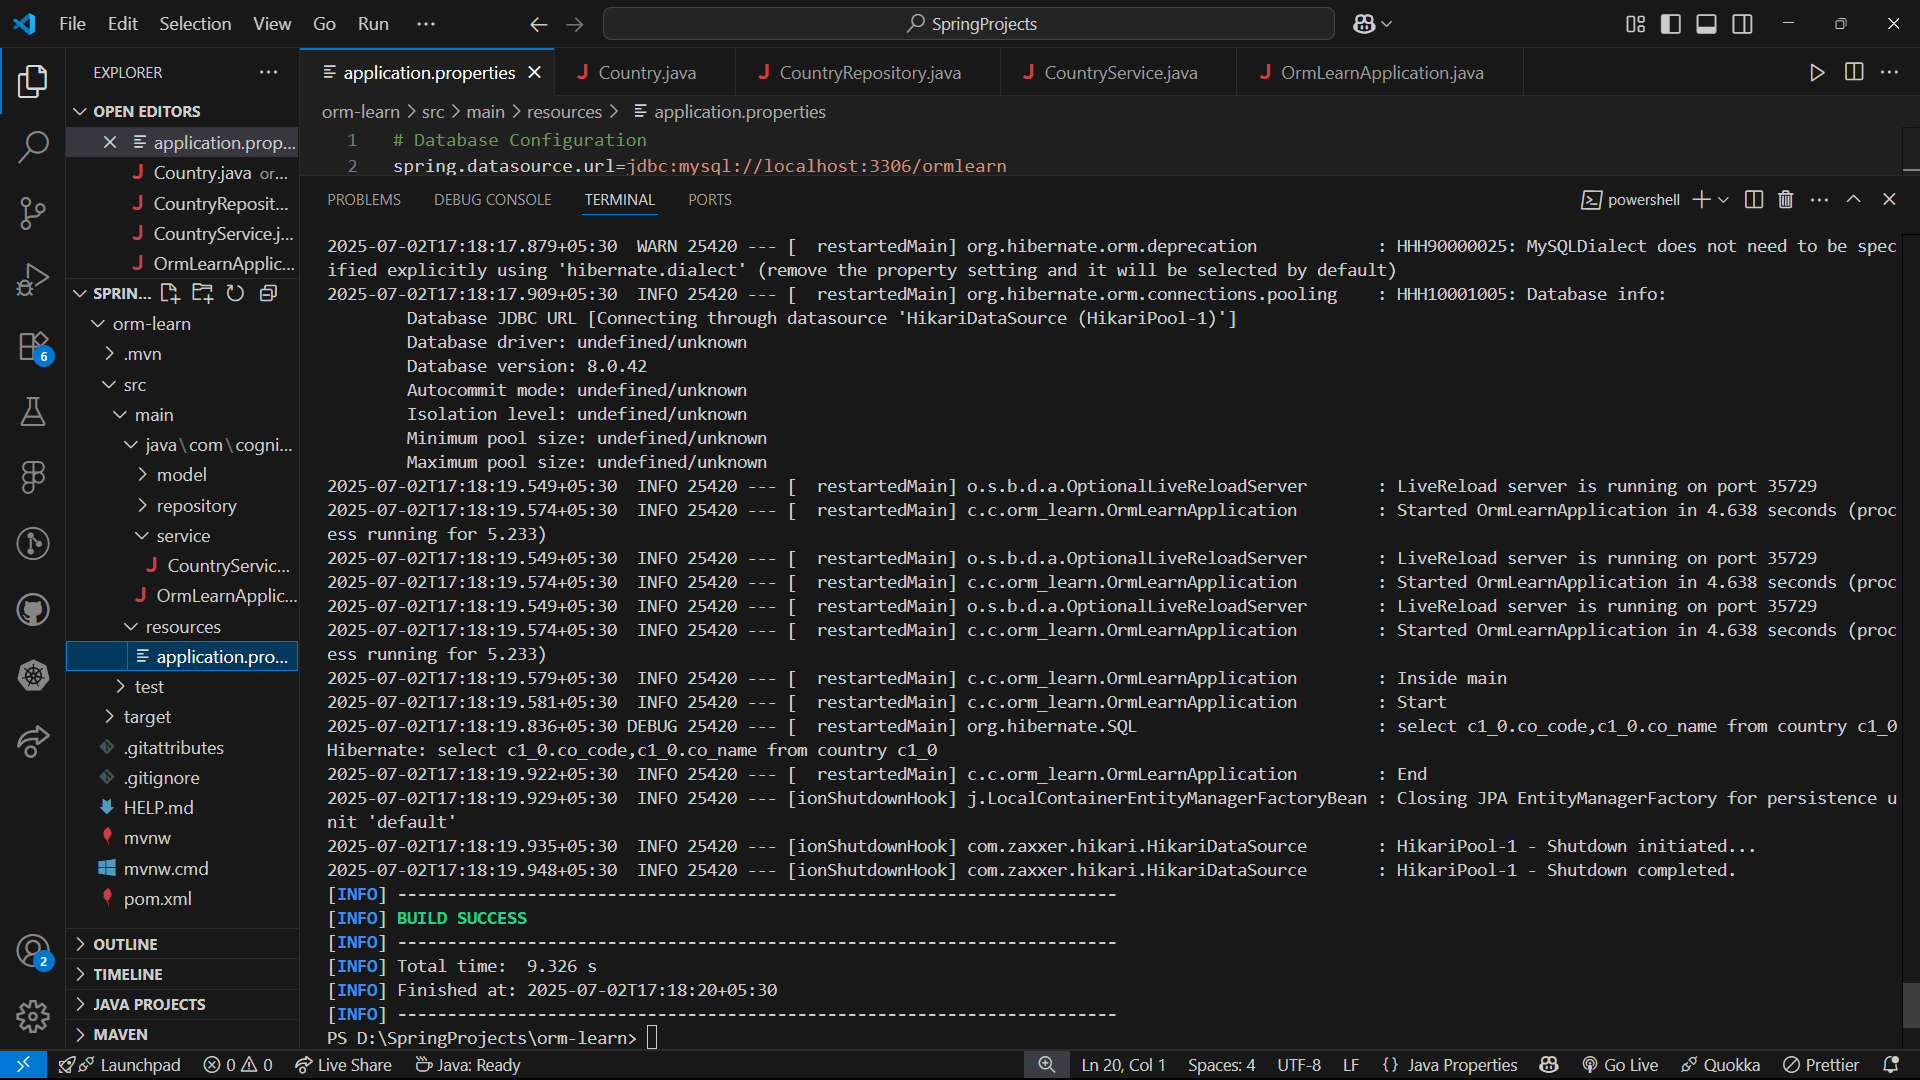 File Edit Selection View Go Run ···
SpringProjects
EXPLORER
OPEN EDITORS
application.prop...
Country.java or...
CountryReposit...
CountryService.j...
OrmLearnApplic...
SPRIN...
orm-learn
.mvn
src
main
java\com\cogni...
model
repository
service
CountryServic...
OrmLearnApplic...
resources
application.pro...
test
target
.gitattributes
.gitignore
HELP.md
mvnw
mvnw.cmd
pom.xml
OUTLINE
TIMELINE
JAVA PROJECTS
MAVEN
6
2
application.properties Country.java CountryRepository.java CountryService.java OrmLearnApplication.java
orm-learn > src > main > resources > application.properties
1 # Database Configuration
2 spring.datasource.url=jdbc:mysql://localhost:3306/ormlearn
PROBLEMS DEBUG CONSOLE TERMINAL PORTS
powershell
2025-07-02T17:18:17.879+05:30  WARN 25420 --- [  restartedMain] org.hibernate.orm.deprecation            : HHH90000025: MySQLDialect does not need to be spec
ified explicitly using 'hibernate.dialect' (remove the property setting and it will be selected by default)
2025-07-02T17:18:17.909+05:30  INFO 25420 --- [  restartedMain] org.hibernate.orm.connections.pooling    : HHH10001005: Database info:
Database JDBC URL [Connecting through datasource 'HikariDataSource (HikariPool-1)']
Database driver: undefined/unknown
Database version: 8.0.42
Autocommit mode: undefined/unknown
Isolation level: undefined/unknown
Minimum pool size: undefined/unknown
Maximum pool size: undefined/unknown
2025-07-02T17:18:19.549+05:30  INFO 25420 --- [  restartedMain] o.s.b.d.a.OptionalLiveReloadServer       : LiveReload server is running on port 35729
2025-07-02T17:18:19.574+05:30  INFO 25420 --- [  restartedMain] c.c.orm_learn.OrmLearnApplication        : Started OrmLearnApplication in 4.638 seconds (proc
ess running for 5.233)
2025-07-02T17:18:19.549+05:30  INFO 25420 --- [  restartedMain] o.s.b.d.a.OptionalLiveReloadServer       : LiveReload server is running on port 35729
2025-07-02T17:18:19.574+05:30  INFO 25420 --- [  restartedMain] c.c.orm_learn.OrmLearnApplication        : Started OrmLearnApplication in 4.638 seconds (proc
2025-07-02T17:18:19.549+05:30  INFO 25420 --- [  restartedMain] o.s.b.d.a.OptionalLiveReloadServer       : LiveReload server is running on port 35729
2025-07-02T17:18:19.574+05:30  INFO 25420 --- [  restartedMain] c.c.orm_learn.OrmLearnApplication        : Started OrmLearnApplication in 4.638 seconds (proc
ess running for 5.233)
2025-07-02T17:18:19.579+05:30  INFO 25420 --- [  restartedMain] c.c.orm_learn.OrmLearnApplication        : Inside main
2025-07-02T17:18:19.581+05:30  INFO 25420 --- [  restartedMain] c.c.orm_learn.OrmLearnApplication        : Start
2025-07-02T17:18:19.836+05:30 DEBUG 25420 --- [  restartedMain] org.hibernate.SQL                        : select c1_0.co_code,c1_0.co_name from country c1_0
Hibernate: select c1_0.co_code,c1_0.co_name from country c1_0
2025-07-02T17:18:19.922+05:30  INFO 25420 --- [  restartedMain] c.c.orm_learn.OrmLearnApplication        : End
2025-07-02T17:18:19.929+05:30  INFO 25420 --- [ionShutdownHook] j.LocalContainerEntityManagerFactoryBean : Closing JPA EntityManagerFactory for persistence u
nit 'default'
2025-07-02T17:18:19.935+05:30  INFO 25420 --- [ionShutdownHook] com.zaxxer.hikari.HikariDataSource       : HikariPool-1 - Shutdown initiated...
2025-07-02T17:18:19.948+05:30  INFO 25420 --- [ionShutdownHook] com.zaxxer.hikari.HikariDataSource       : HikariPool-1 - Shutdown completed.
[INFO] ------------------------------------------------------------------------
[INFO] BUILD SUCCESS
[INFO] ------------------------------------------------------------------------
[INFO] Total time:  9.326 s
[INFO] Finished at: 2025-07-02T17:18:20+05:30
[INFO] ------------------------------------------------------------------------
PS D:\SpringProjects\orm-learn>
Launchpad 0 0 Live Share Java: Ready Ln 20, Col 1 Spaces: 4 UTF-8 LF {} Java Properties Go Live Quokka Prettier